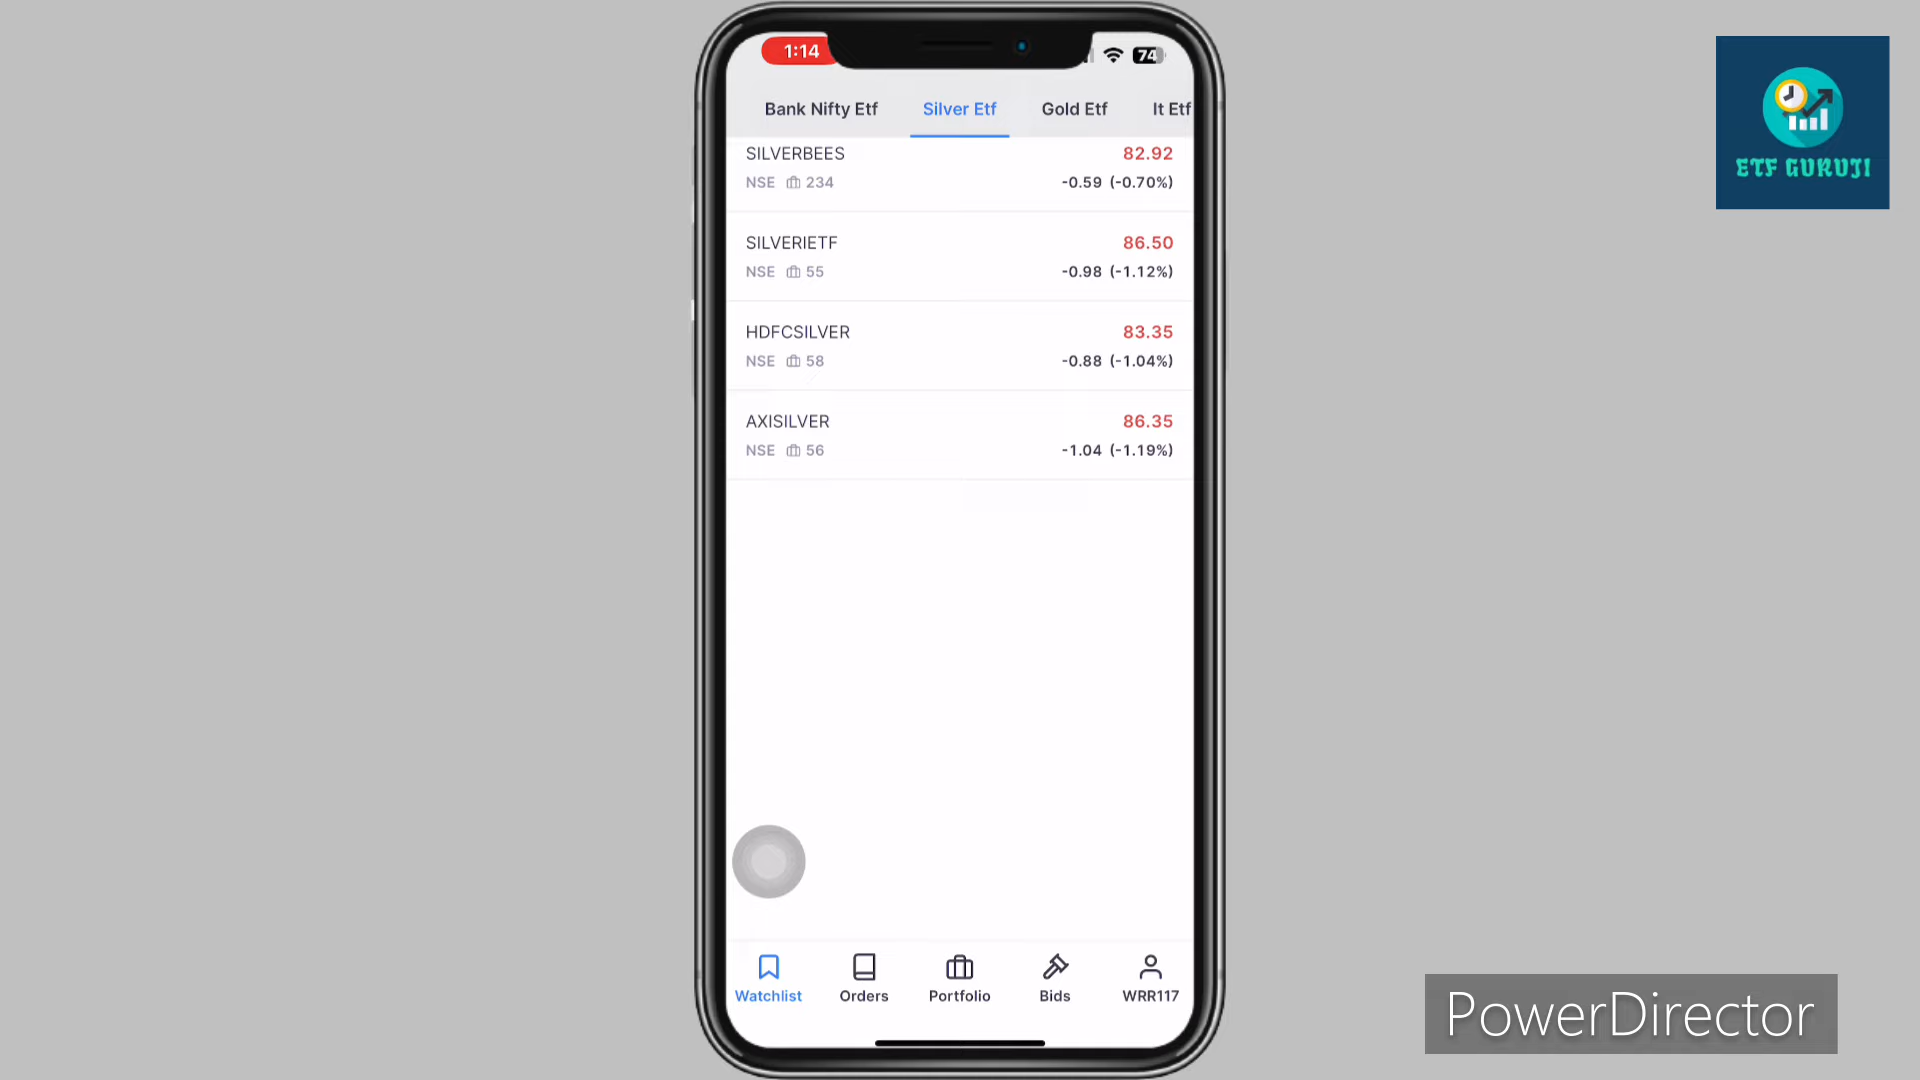 1:14
74
Bank Nifty Etf Silver Etf Gold Etf It Etf
SILVERBEES 82.92
NSE 234 -0.59 (-0.70%)
SILVERIETF 86.50
NSE 55 -0.98 (-1.12%)
HDFCSILVER 83.35
NSE 58 -0.88 (-1.04%)
AXISILVER 86.35
NSE 56 -1.04 (-1.19%)
Watchlist Orders Portfolio Bids WRR117
ETF GURUJI
PowerDirector